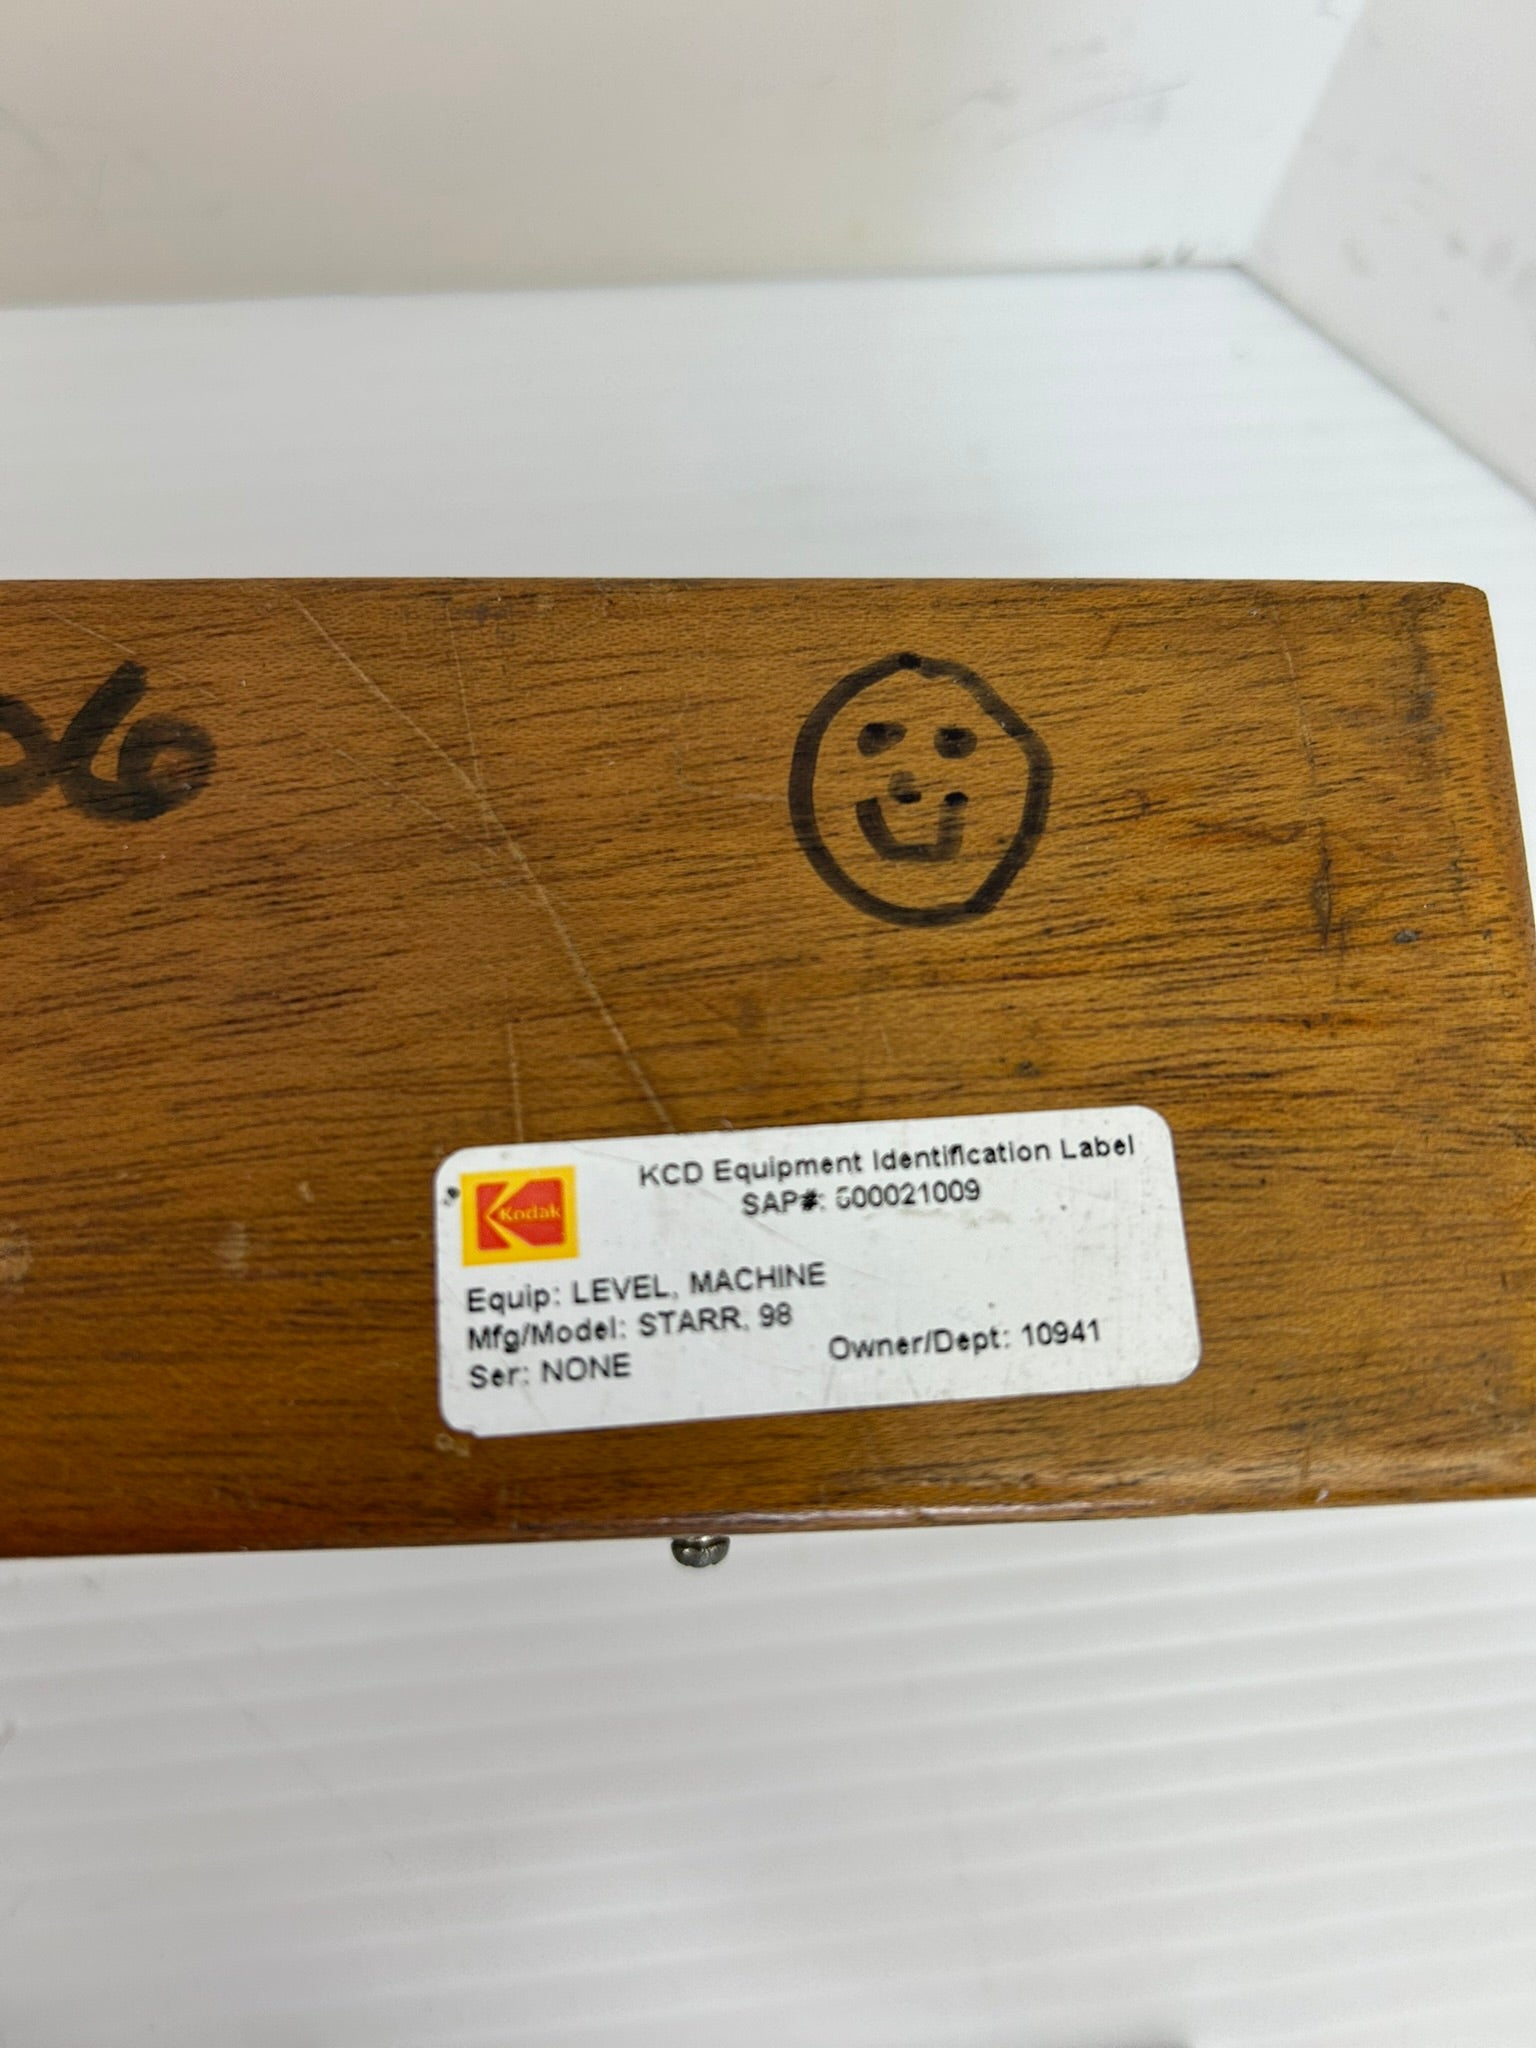 06
KCD Equipment Identification Label
SAP#: 600021009
Kodak
Equip: LEVEL, MACHINE
Mfg/Model: STARR, 98
Owner/Dept: 10941
Ser: NONE